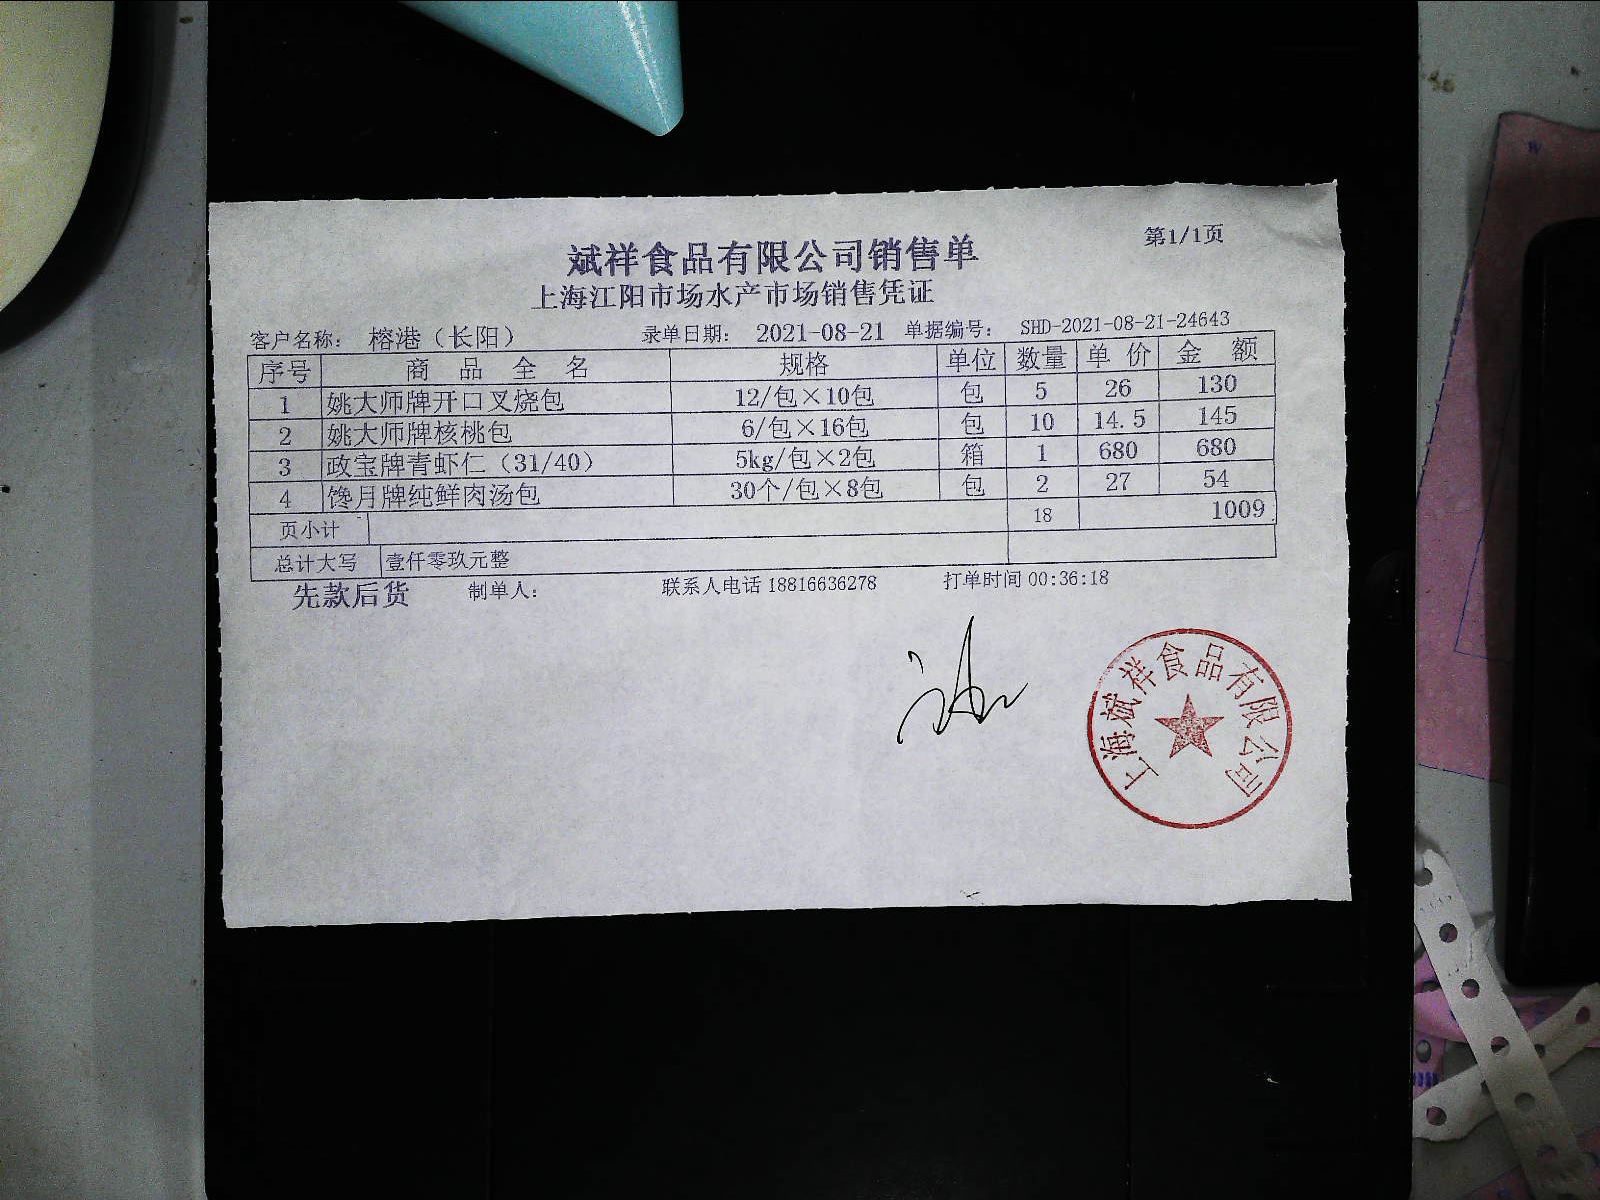 第1/1页
斌祥食品有限公司销售单
上海江阳市场水产市场销售凭证
客户名称： 榕港（长阳） 录单日期： 2021-08-21 单据编号： SHD-2021-08-21-24643
序号 商 品 全 名 规格 单位 数量 单 价 金 额
1 姚大师牌开口叉烧包 12/包×10包 包 5 26 130
2 姚大师牌核桃包 6/包×16包 包 10 14.5 145
3 政宝牌青虾仁（31/40） 5kg/包×2包 箱 1 680 680
4 馋月牌纯鲜肉汤包 30个/包×8包 包 2 27 54
页小计 18 1009
总计大写 壹仟零玖元整
先款后货 制单人： 联系人电话 18816636278 打单时间 00:36:18
上海斌祥食品有限公司